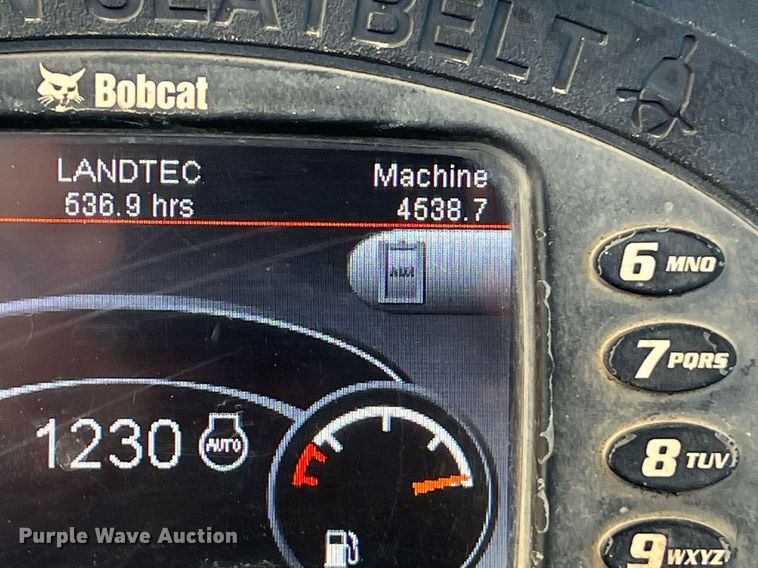 SEATBELT
Bobcat
LANDTEC Machine
536.9 hrs 4538.7
6 MNO
7 PQRS
1230 AUTO
E
8 TUV
9 WXYZ
Purple Wave Auction